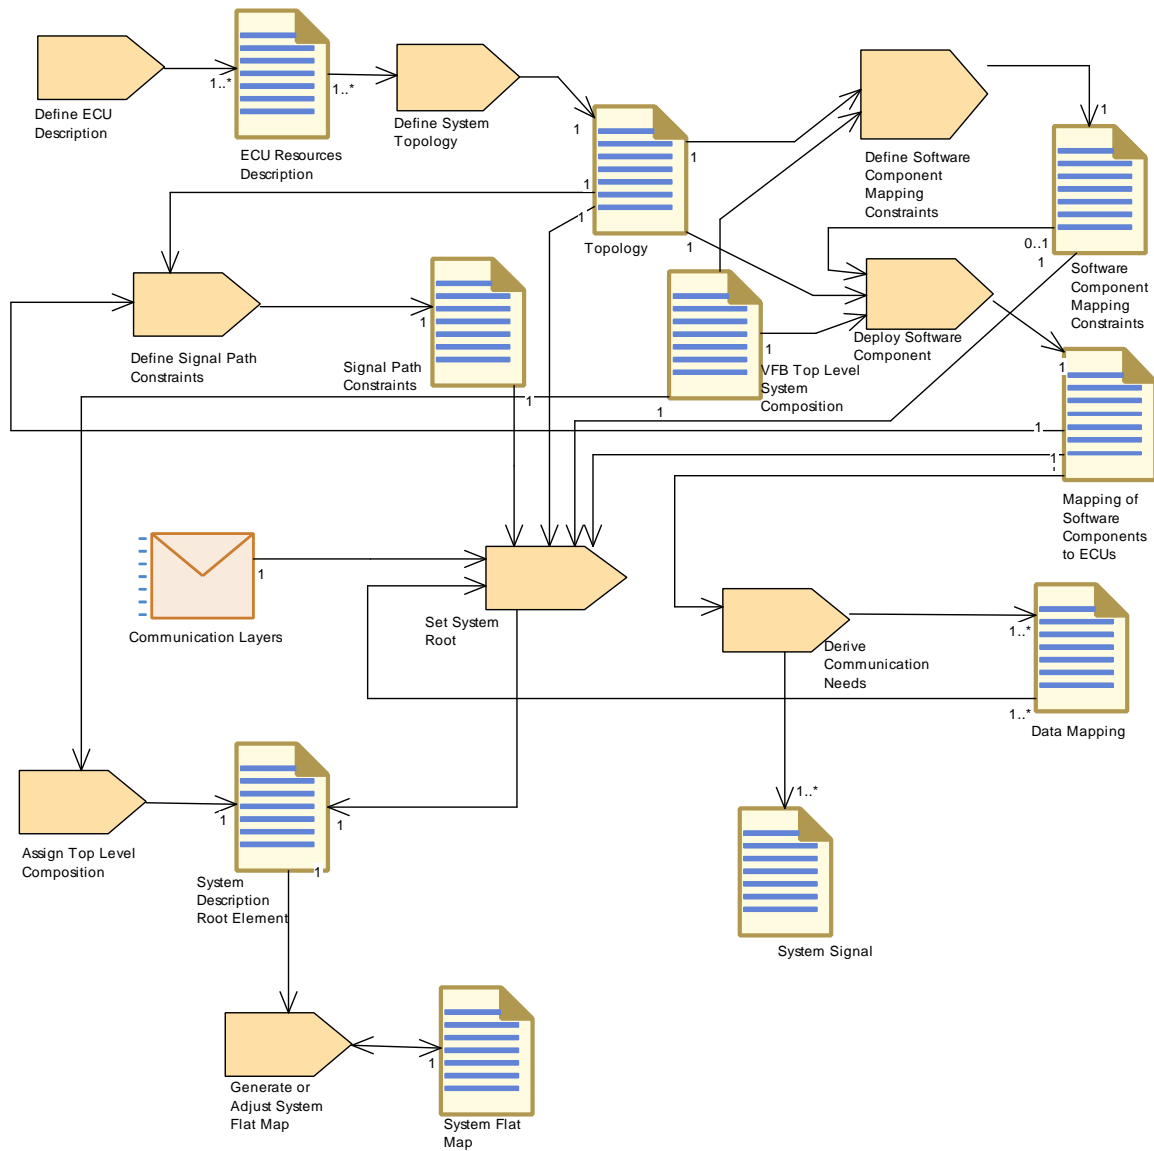 Define ECU
Description
1..*
ECU Resources
Description
1..*
Define System
Topology
1
1
1
1
1
Topology
Define Software
Component
Mapping
Constraints
1
0..1
1
Software
Component
Mapping
Constraints
Define Signal Path
Constraints
1
Signal Path
Constraints
1
1
1
VFB Top Level
System
Composition
Deploy Software
Component
1
1
1
1
Mapping of
Software
Components
to ECUs
1
Communication Layers
Set System
Root
Derive
Communication
Needs
1..*
1..*
Data Mapping
1..*
System Signal
Assign Top Level
Composition
1
1
1
System
Description
Root Element
Generate or
Adjust System
Flat Map
1
System Flat
Map